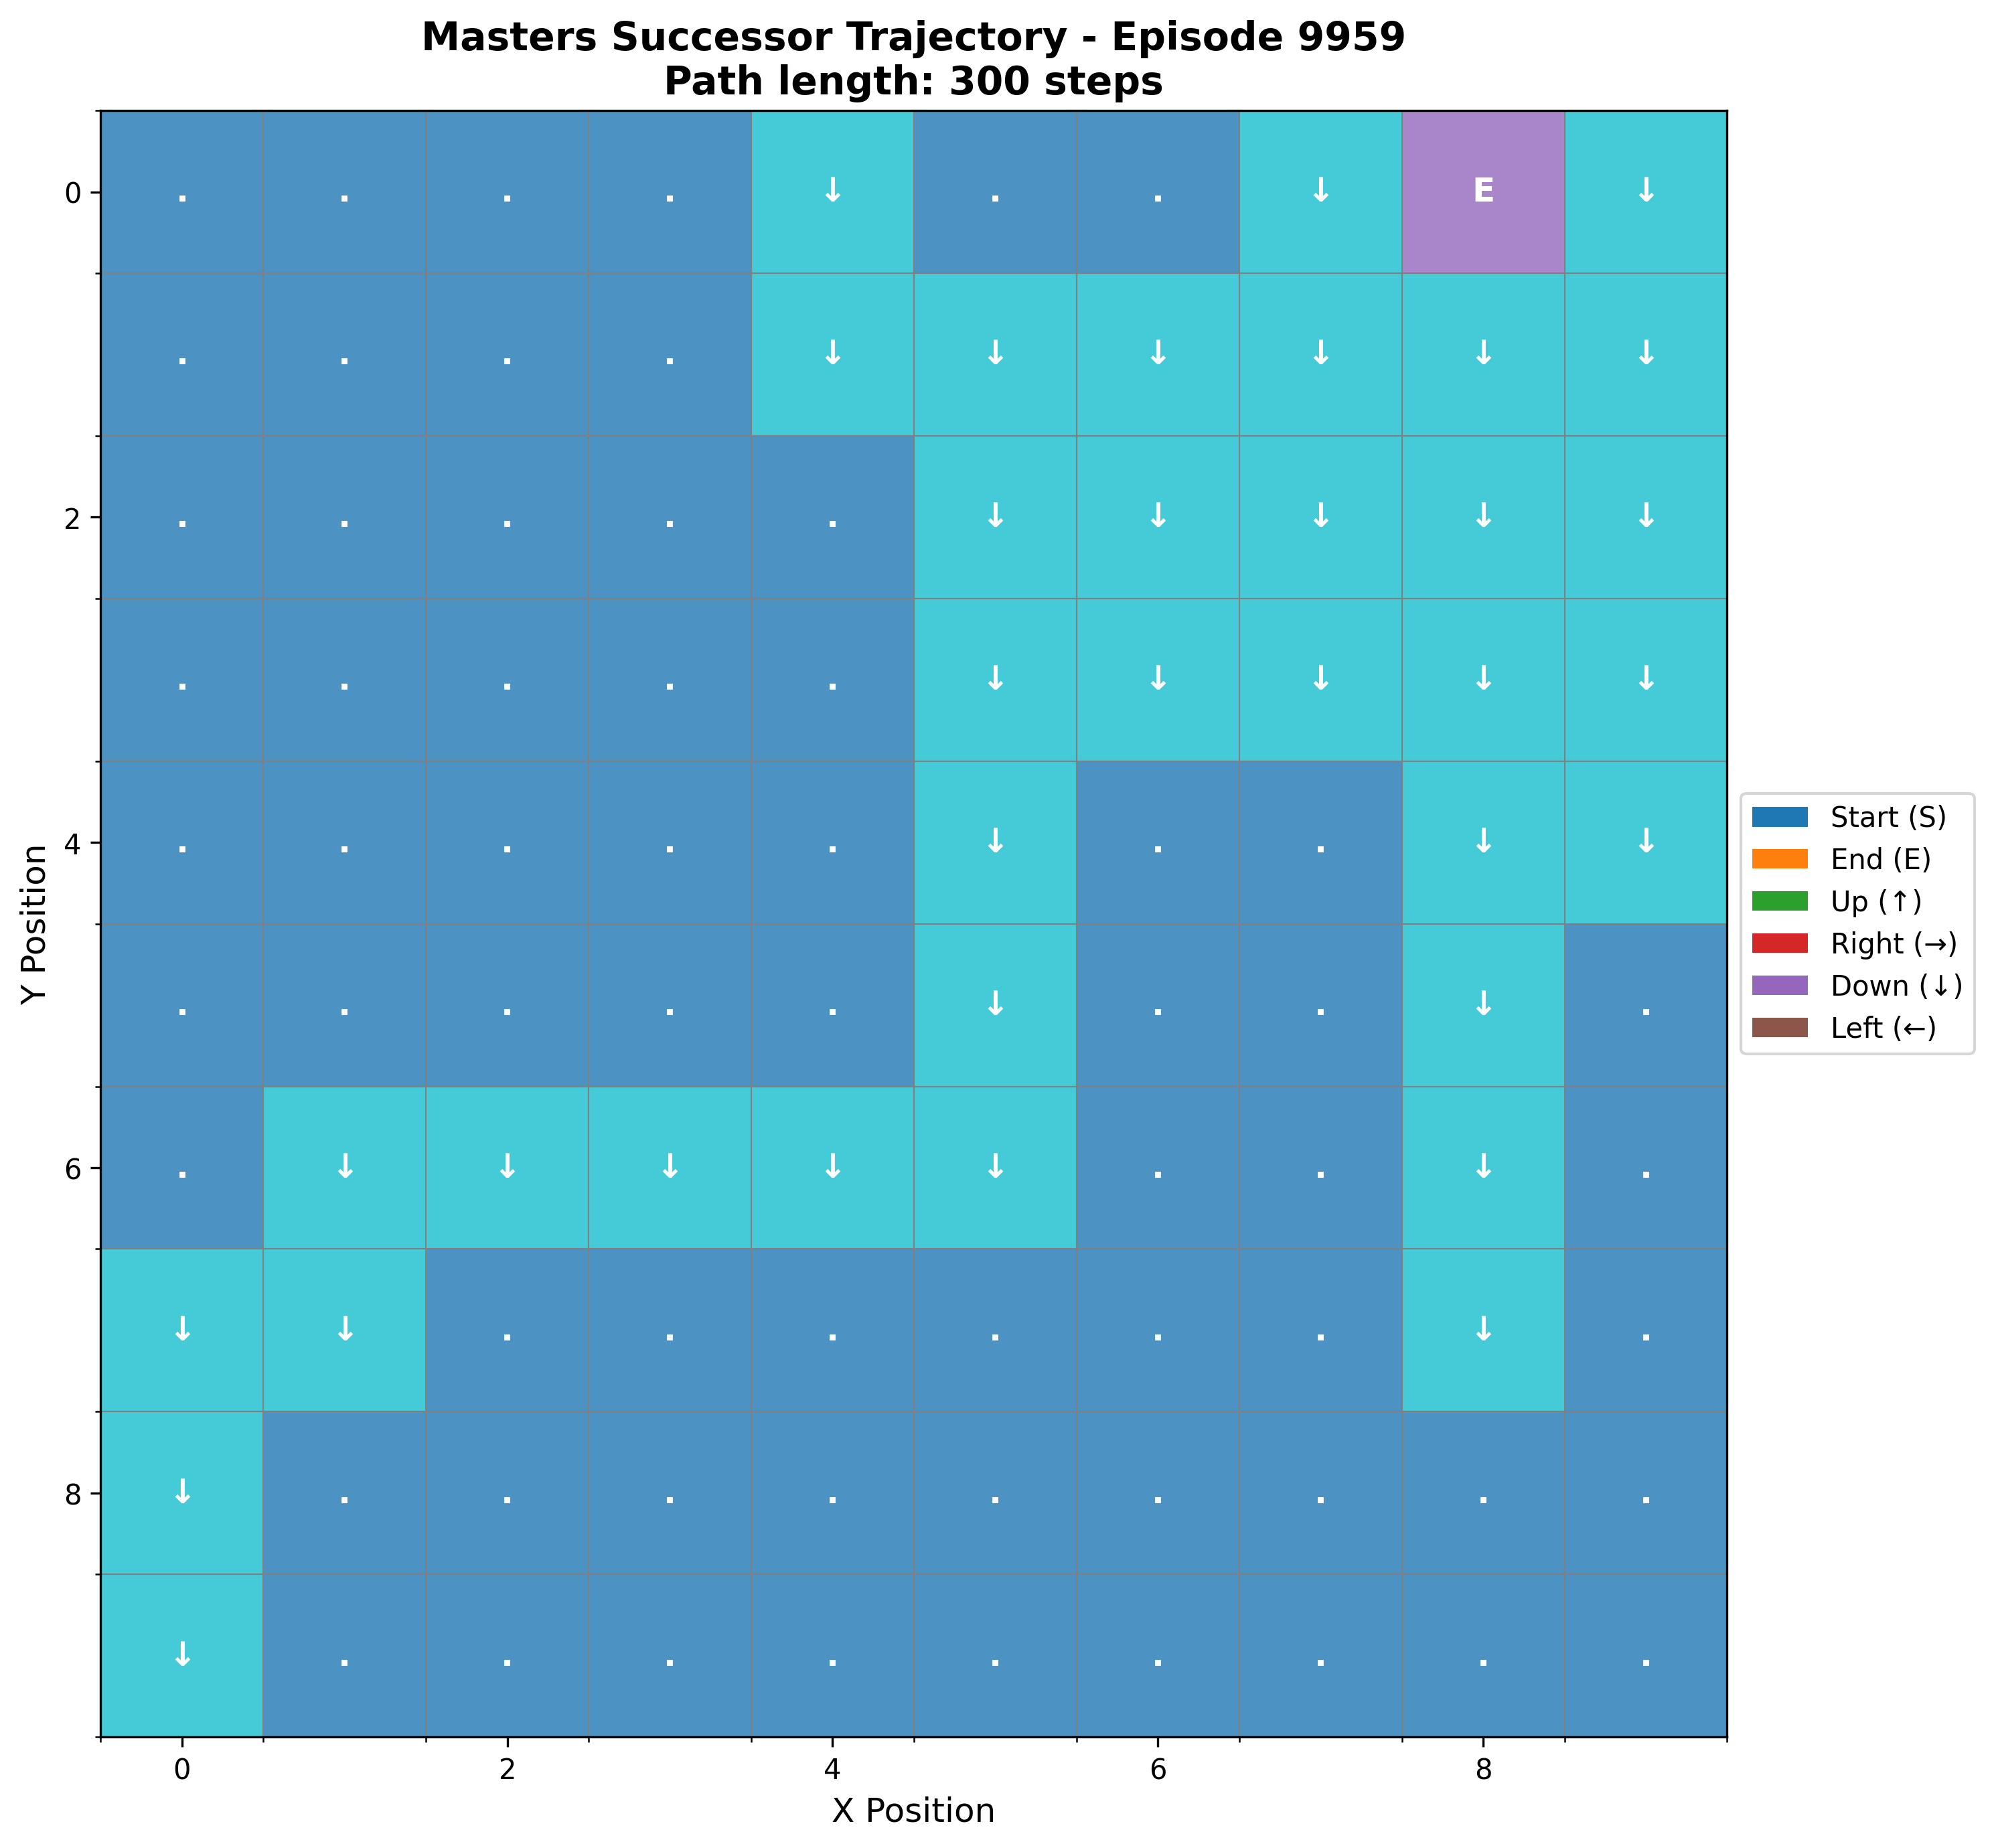 Masters Successor Trajectory - Episode 9959
Path length: 300 steps
0 . . . . ↓ . . ↓ E ↓
. . . . ↓ ↓ ↓ ↓ ↓ ↓
2 . . . . . ↓ ↓ ↓ ↓ ↓
. . . . . ↓ ↓ ↓ ↓ ↓
4 . . . . . ↓ . . ↓ ↓
. . . . . ↓ . . ↓ .
6 . ↓ ↓ ↓ ↓ ↓ . . ↓ .
↓ ↓ . . . . . . ↓ .
8 ↓ . . . . . . . . .
↓ . . . . . . . . .
0 2 4 6 8
X Position
Y Position
Start (S)
End (E)
Up (↑)
Right (→)
Down (↓)
Left (←)